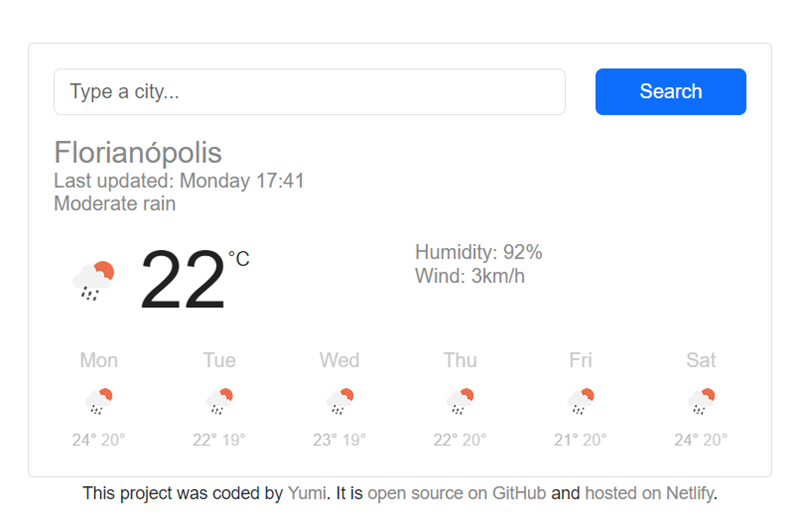 Type a city...
Search
Florianópolis
Last updated: Monday 17:41
Moderate rain
22 °C
Humidity: 92%
Wind: 3km/h
Mon Tue Wed Thu Fri Sat
24° 20° 22° 19° 23° 19° 22° 20° 21° 20° 24° 20°
This project was coded by Yumi. It is open source on GitHub and hosted on Netlify.